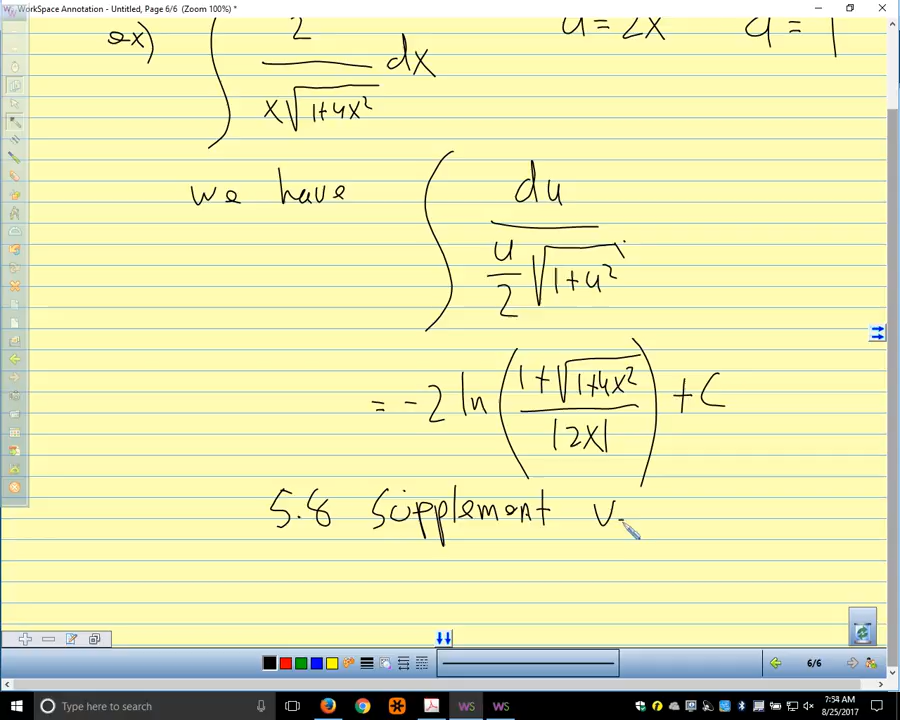 WorkSpace Annotation - Untitled, Page 6/6 (Zoom 100%) *
ex) ∫ 2 / (x√(1+4x²)) dx u = 2x a = 1
we have ∫ du / ((u/2)√(1+u²))
= -2 ln( (1+√(1+4x²)) / |2x| ) + C
5.8 Supplement v
6/6
Type here to search
7:54 AM
8/25/2017